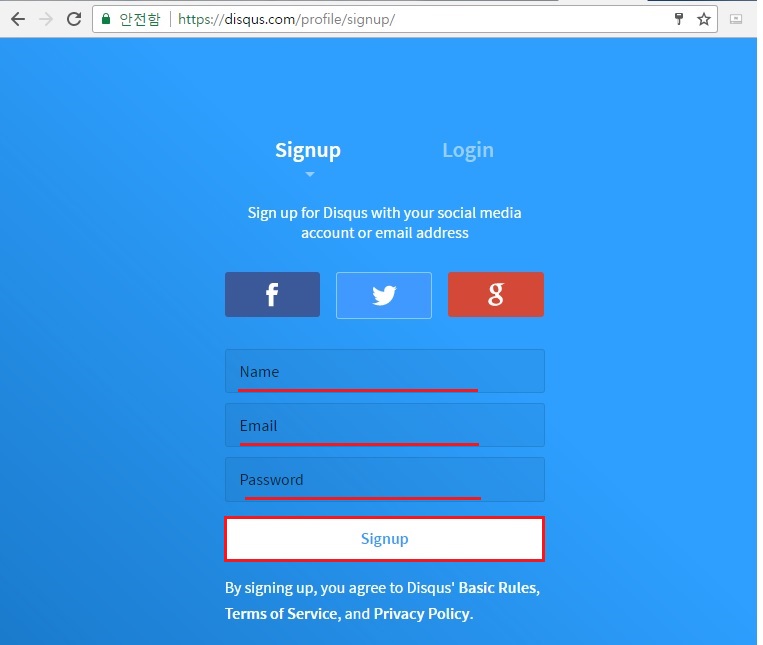 안전함 https://disqus.com/profile/signup/
Signup Login
Sign up for Disqus with your social media
account or email address
Name
Email
Password
Signup
By signing up, you agree to Disqus' Basic Rules,
Terms of Service, and Privacy Policy.